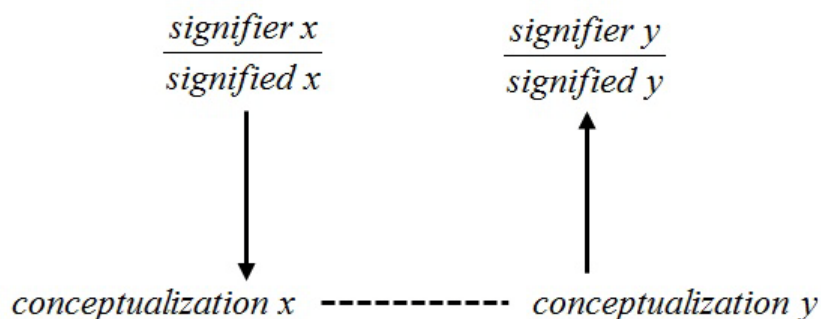 signifier x
signified x
signifier y
signified y
conceptualization x
conceptualization y